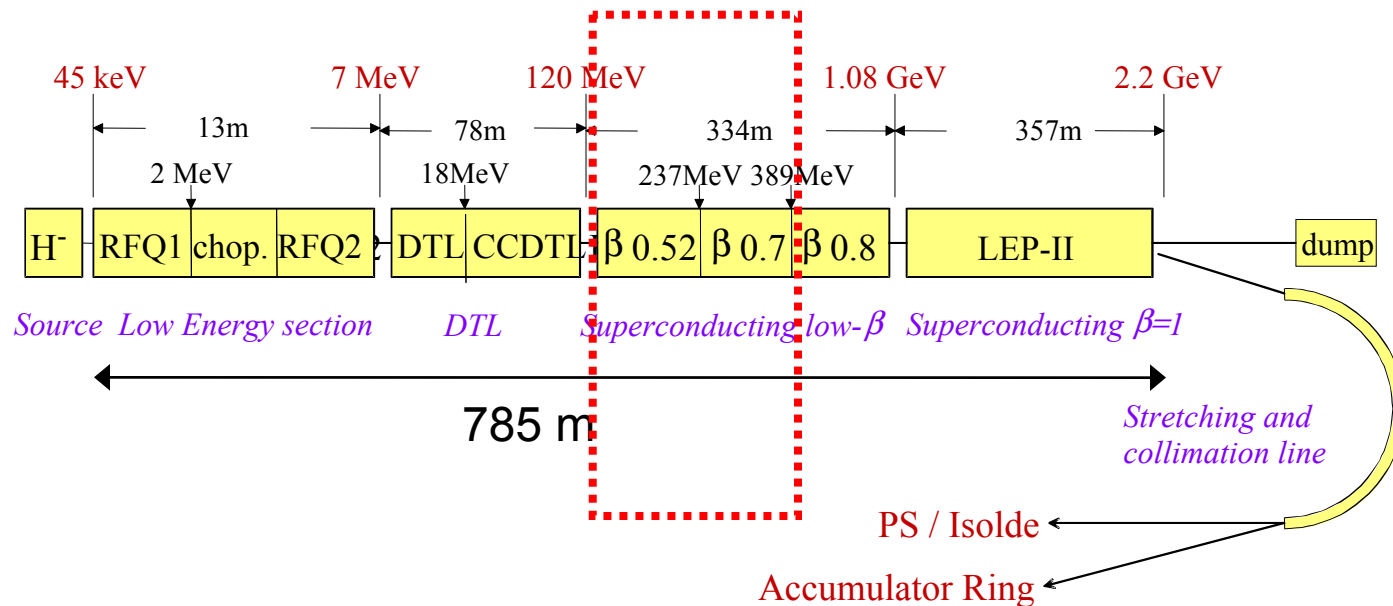 45 keV 7 MeV 120 MeV 1.08 GeV 2.2 GeV
13m 78m 334m 357m
2 MeV 18MeV 237MeV 389MeV
H- RFQ1 chop. RFQ2 DTL CCDTL β 0.52 β 0.7 β 0.8 LEP-II dump
Source Low Energy section DTL Superconducting low-β Superconducting β=1
785 m
Stretching and
collimation line
PS / Isolde
Accumulator Ring